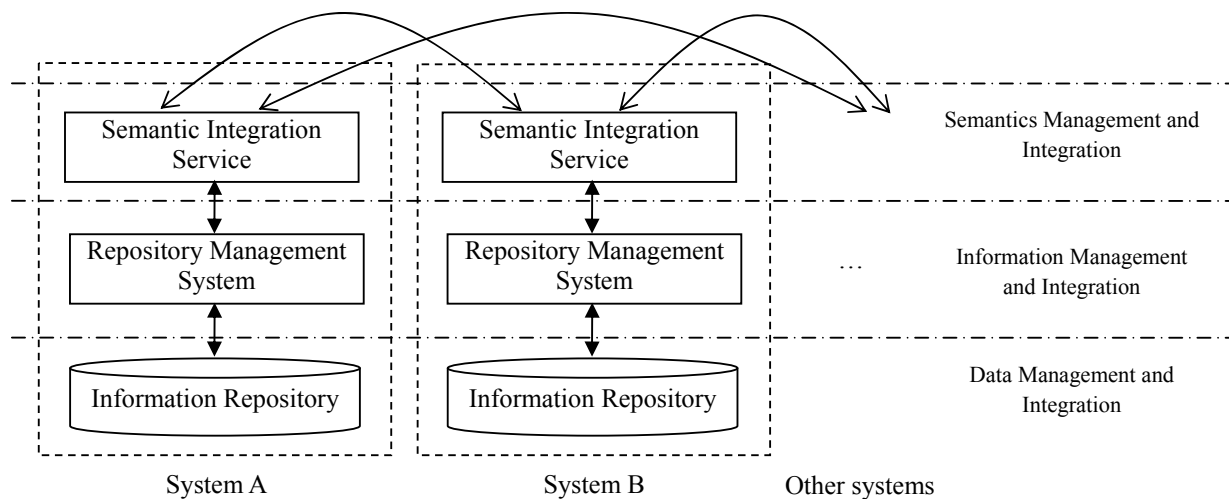 Semantic Integration
Service
Semantic Integration
Service
Semantics Management and
Integration
Repository Management
System
Repository Management
System
...
Information Management
and Integration
Information Repository
Information Repository
Data Management and
Integration
System A
System B
Other systems